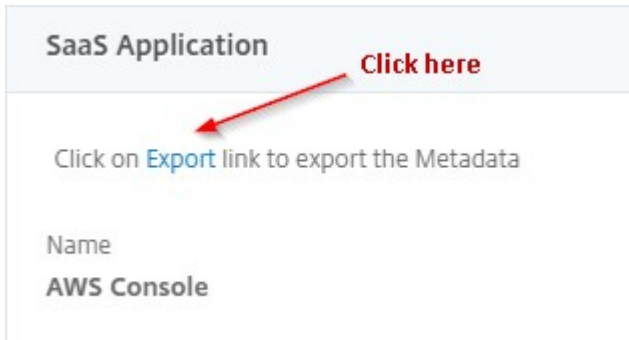 SaaS Application
Click here
Click on Export link to export the Metadata
Name
AWS Console